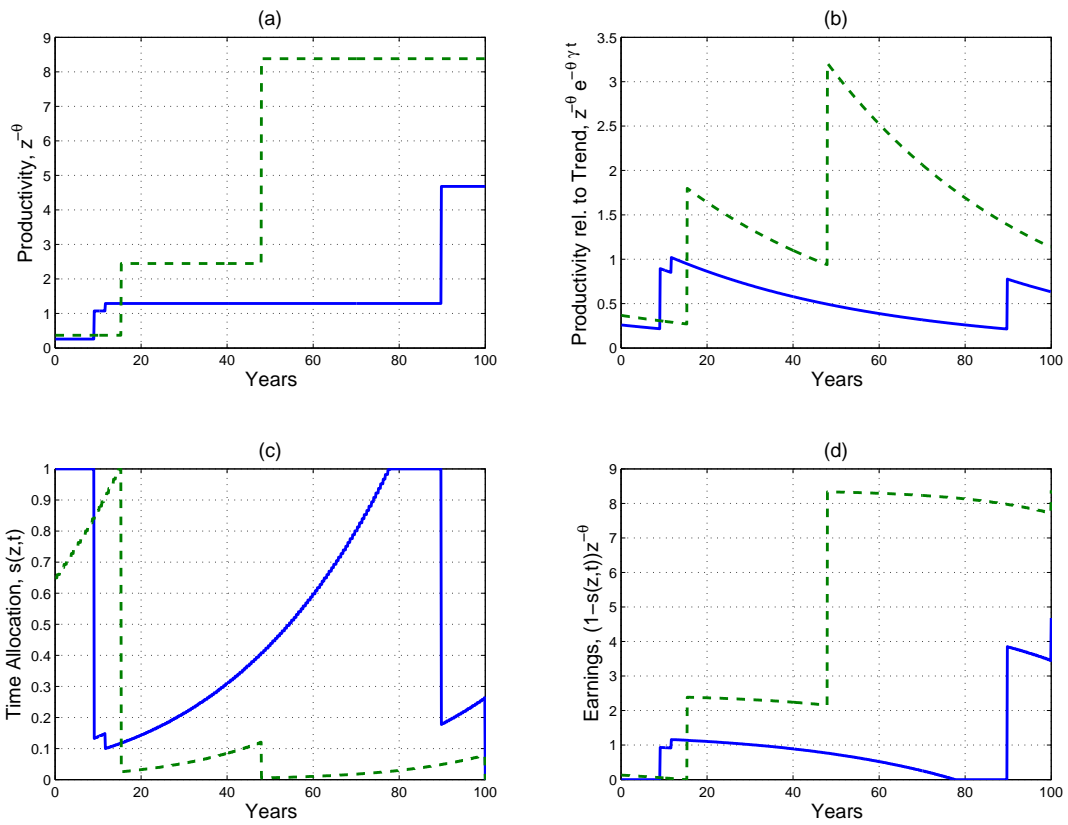 (a)
9
8
7
6
5
4
3
2
1
0
0 20 40 60 80 100
Years
Productivity, z^{-θ}
(b)
3.5
3
2.5
2
1.5
1
0.5
0
0 20 40 60 80 100
Years
Productivity rel. to Trend, z^{-θ} e^{-θ γ t}
(c)
1
0.9
0.8
0.7
0.6
0.5
0.4
0.3
0.2
0.1
0
0 20 40 60 80 100
Years
Time Allocation, s(z,t)
(d)
9
8
7
6
5
4
3
2
1
0
0 20 40 60 80 100
Years
Earnings, (1−s(z,t))z^{-θ}